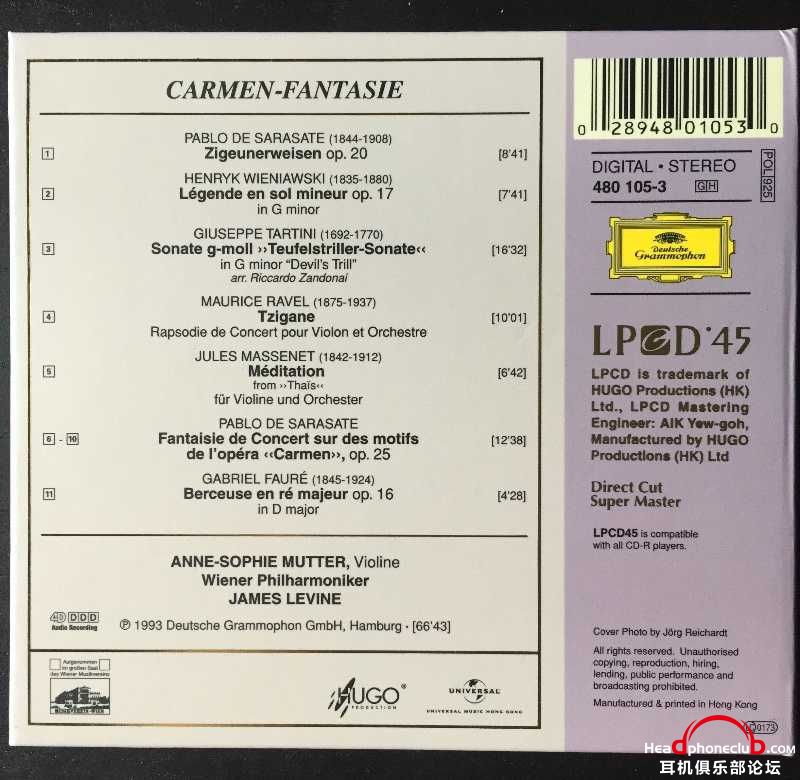 CARMEN-FANTASIE
PABLO DE SARASATE (1844-1908)
1 Zigeunerweisen op. 20 [8'41]
HENRYK WIENIAWSKI (1835-1880)
2 Légende en sol mineur op. 17 [7'41]
in G minor
GIUSEPPE TARTINI (1692-1770)
3 Sonate g-moll ››Teufelstriller-Sonate‹‹ [16'32]
in G minor “Devil's Trill”
arr. Riccardo Zandonai
MAURICE RAVEL (1875-1937)
4 Tzigane [10'01]
Rapsodie de Concert pour Violon et Orchestre
JULES MASSENET (1842-1912)
5 Méditation [6'42]
from ››Thaïs‹‹
für Violine und Orchester
PABLO DE SARASATE
6 - 10 Fantaisie de Concert sur des motifs [12'38]
de l'opéra ‹‹Carmen››, op. 25
GABRIEL FAURÉ (1845-1924)
11 Berceuse en ré majeur op. 16 [4'28]
in D major
ANNE-SOPHIE MUTTER, Violine
Wiener Philharmoniker
JAMES LEVINE
4D DDD
Audio Recording
℗ 1993 Deutsche Grammophon GmbH, Hamburg · [66'43]
Aufgenommen
im großen Saal
des Wiener Musikvereins
MUSIKVEREIN WIEN
HUGO®
PRODUCTION
UNIVERSAL
UNIVERSAL MUSIC HONG KONG
0 28948 01053 0
DIGITAL · STEREO
480 105-3 GH
POL 925
Deutsche
Grammophon
LPCD'45
LPCD is trademark of
HUGO Productions (HK)
Ltd., LPCD Mastering
Engineer: AIK Yew-goh,
Manufactured by HUGO
Productions (HK) Ltd
Direct Cut
Super Master
LPCD45 is compatible
with all CD-R players.
Cover Photo by Jörg Reichardt
All rights reserved. Unauthorised
copying, reproduction, hiring,
lending, public performance and
broadcasting prohibited.
Manufactured & printed in Hong Kong
HeadphoneClub.com
耳机俱乐部论坛